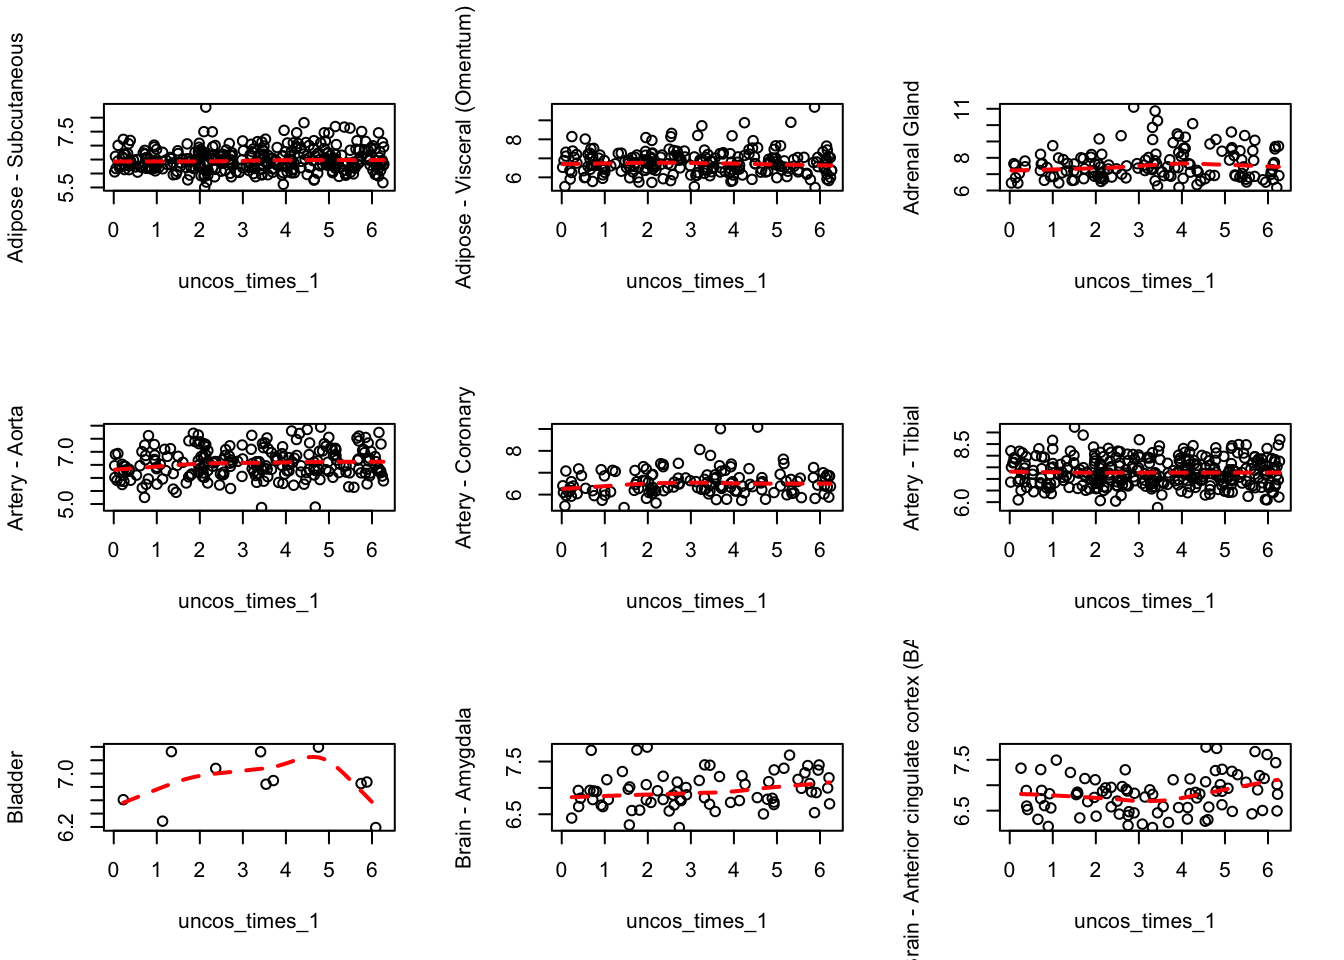 Adipose - Subcutaneous
5.5 7.5
0 1 2 3 4 5 6
uncos_times_1
Adipose - Visceral (Omentum)
6 8
0 1 2 3 4 5 6
uncos_times_1
Adrenal Gland
6 8 11
0 1 2 3 4 5 6
uncos_times_1
Artery - Aorta
5.0 7.0
0 1 2 3 4 5 6
uncos_times_1
Artery - Coronary
6 8
0 1 2 3 4 5 6
uncos_times_1
Artery - Tibial
6.0 8.5
0 1 2 3 4 5 6
uncos_times_1
Bladder
6.2 7.0
0 1 2 3 4 5 6
uncos_times_1
Brain - Amygdala
6.5 7.5
0 1 2 3 4 5 6
uncos_times_1
rain - Anterior cingulate cortex (BA
6.5 7.5
0 1 2 3 4 5 6
uncos_times_1